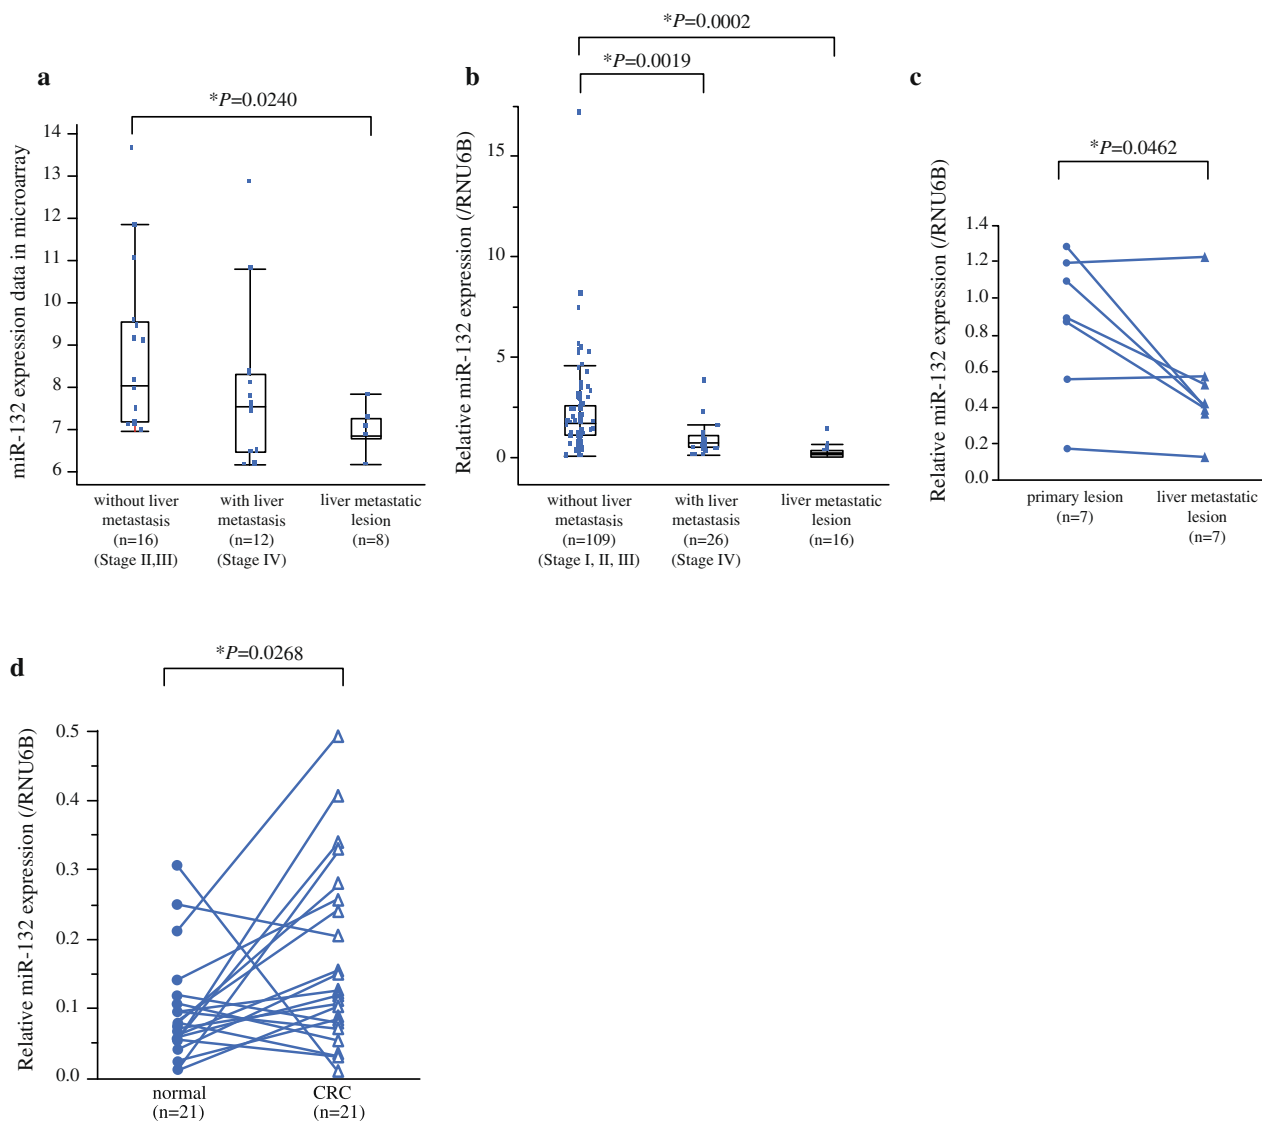 a
*P=0.0240
miR-132 expression data in microarray
14
13
12
11
10
9
8
7
6
without liver
metastasis
(n=16)
(Stage II,III)
with liver
metastasis
(n=12)
(Stage IV)
liver metastatic
lesion
(n=8)
b
*P=0.0002
*P=0.0019
Relative miR-132 expression (/RNU6B)
15
10
5
0
without liver
metastasis
(n=109)
(Stage I, II, III)
with liver
metastasis
(n=26)
(Stage IV)
liver metastatic
lesion
(n=16)
c
*P=0.0462
Relative miR-132 expression (/RNU6B)
1.4
1.2
1.0
0.8
0.6
0.4
0.2
0.0
primary lesion
(n=7)
liver metastatic
lesion
(n=7)
d
*P=0.0268
Relative miR-132 expression (/RNU6B)
0.5
0.4
0.3
0.2
0.1
0.0
normal
(n=21)
CRC
(n=21)